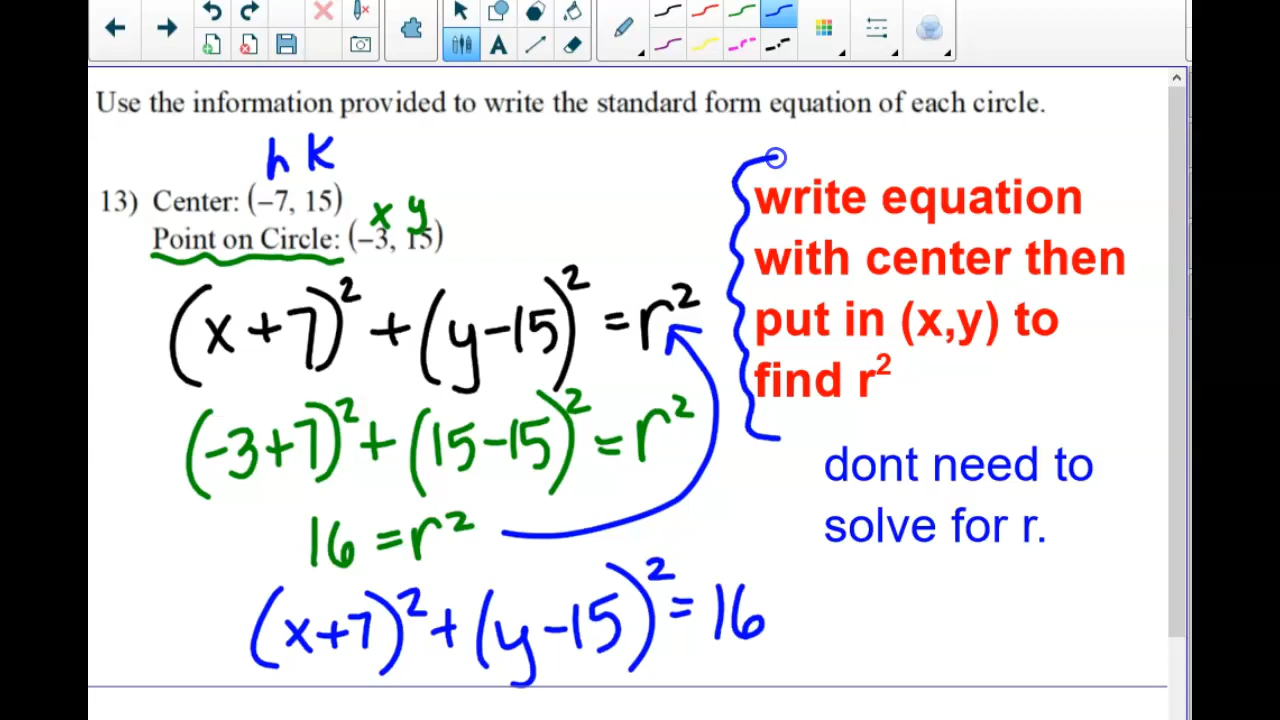 Use the information provided to write the standard form equation of each circle.
h K
13) Center: (–7, 15)
x y
Point on Circle: (–3, 15)
(x+7)² + (y-15)² = r²
(-3+7)² + (15-15)² = r²
16 = r²
(x+7)² + (y-15)² = 16
write equation
with center then
put in (x,y) to
find r²
dont need to
solve for r.